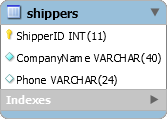 shippers
ShipperID INT(11)
CompanyName VARCHAR(40)
Phone VARCHAR(24)
Indexes